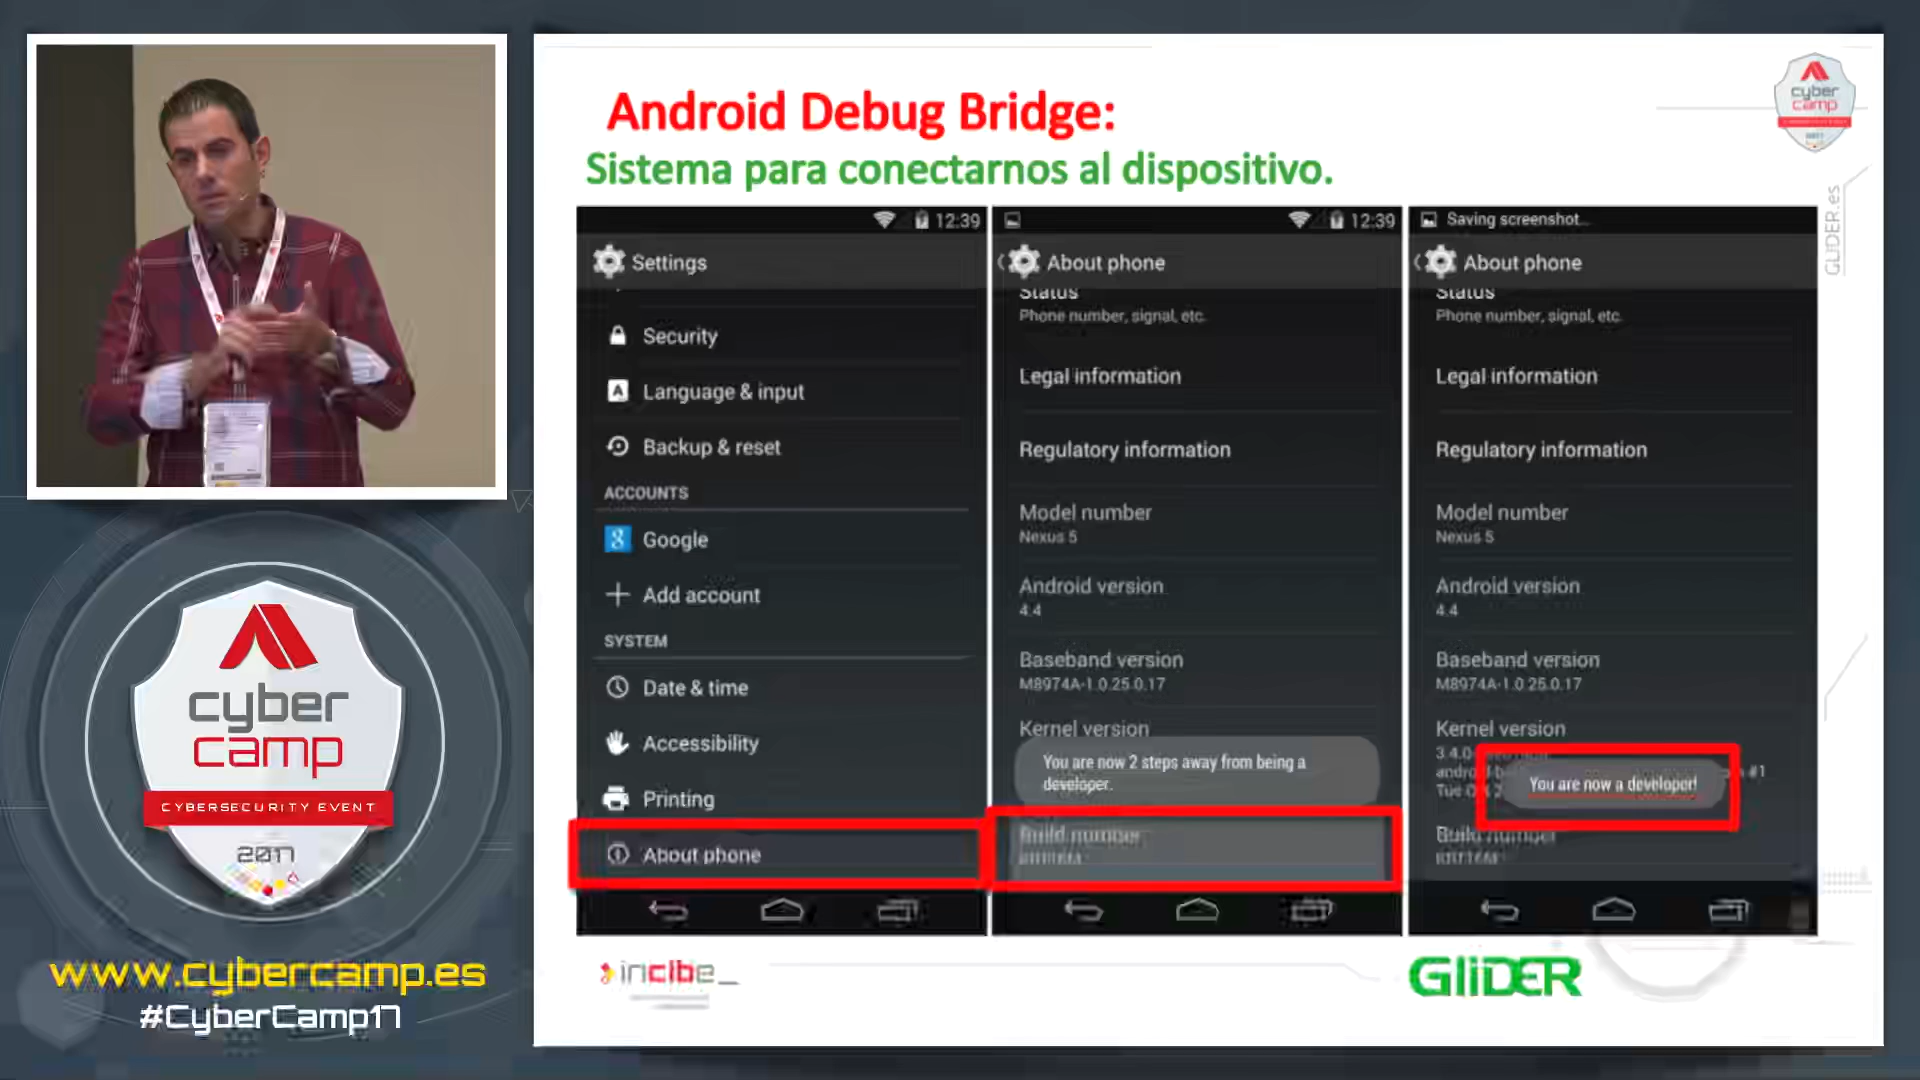 Android Debug Bridge:
Sistema para conectarnos al dispositivo.
cyber
camp
GLIDER.es
12:39
Settings
Security
Language & input
Backup & reset
ACCOUNTS
Google
Add account
SYSTEM
Date & time
Accessibility
Printing
About phone
12:39
About phone
Status
Phone number, signal, etc.
Legal information
Regulatory information
Model number
Nexus 5
Android version
4.4
Baseband version
M8974A-1.0.25.0.17
Kernel version
You are now 2 steps away from being a
developer.
Build number
Saving screenshot...
About phone
Status
Phone number, signal, etc.
Legal information
Regulatory information
Model number
Nexus 5
Android version
4.4
Baseband version
M8974A-1.0.25.0.17
Kernel version
3.4.0
#1
You are now a developer!
Build number
incibe_
GLIDER
cyber
camp
CYBERSECURITY EVENT
2017
www.cybercamp.es
#CyberCamp17